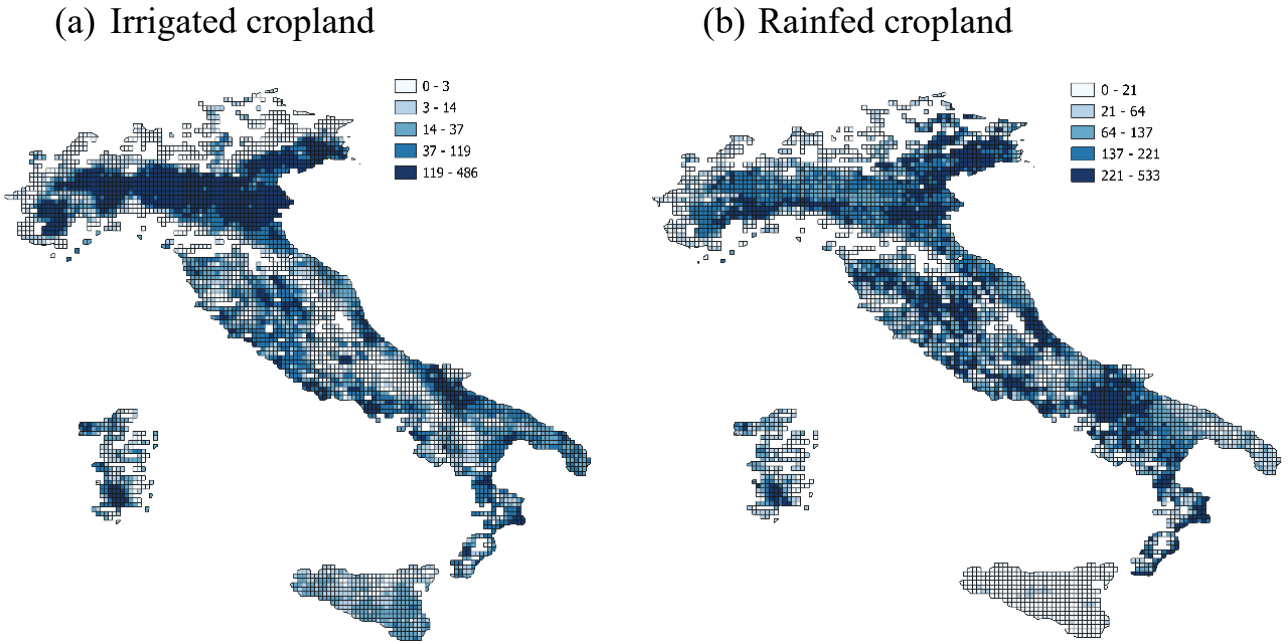 (a) Irrigated cropland
(b) Rainfed cropland
0 - 3
3 - 14
14 - 37
37 - 119
119 - 486
0 - 21
21 - 64
64 - 137
137 - 221
221 - 533